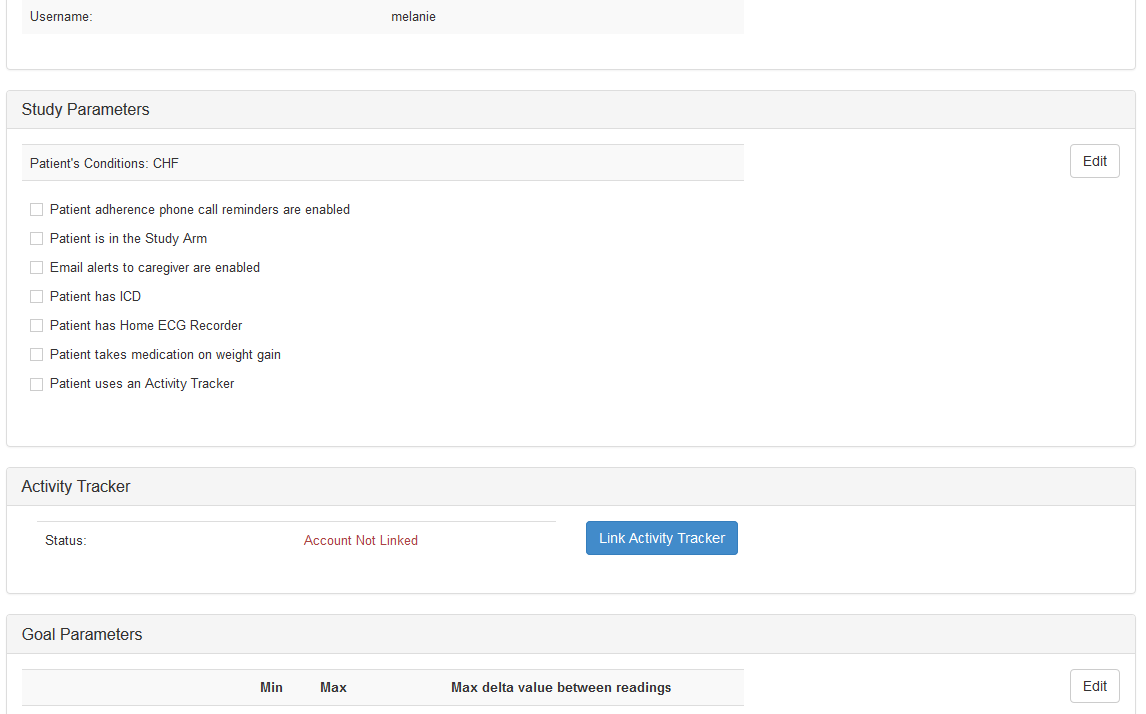 Username: melanie
Study Parameters
Patient's Conditions: CHF
Edit
Patient adherence phone call reminders are enabled
Patient is in the Study Arm
Email alerts to caregiver are enabled
Patient has ICD
Patient has Home ECG Recorder
Patient takes medication on weight gain
Patient uses an Activity Tracker
Activity Tracker
Status: Account Not Linked Link Activity Tracker
Goal Parameters
Min Max Max delta value between readings Edit